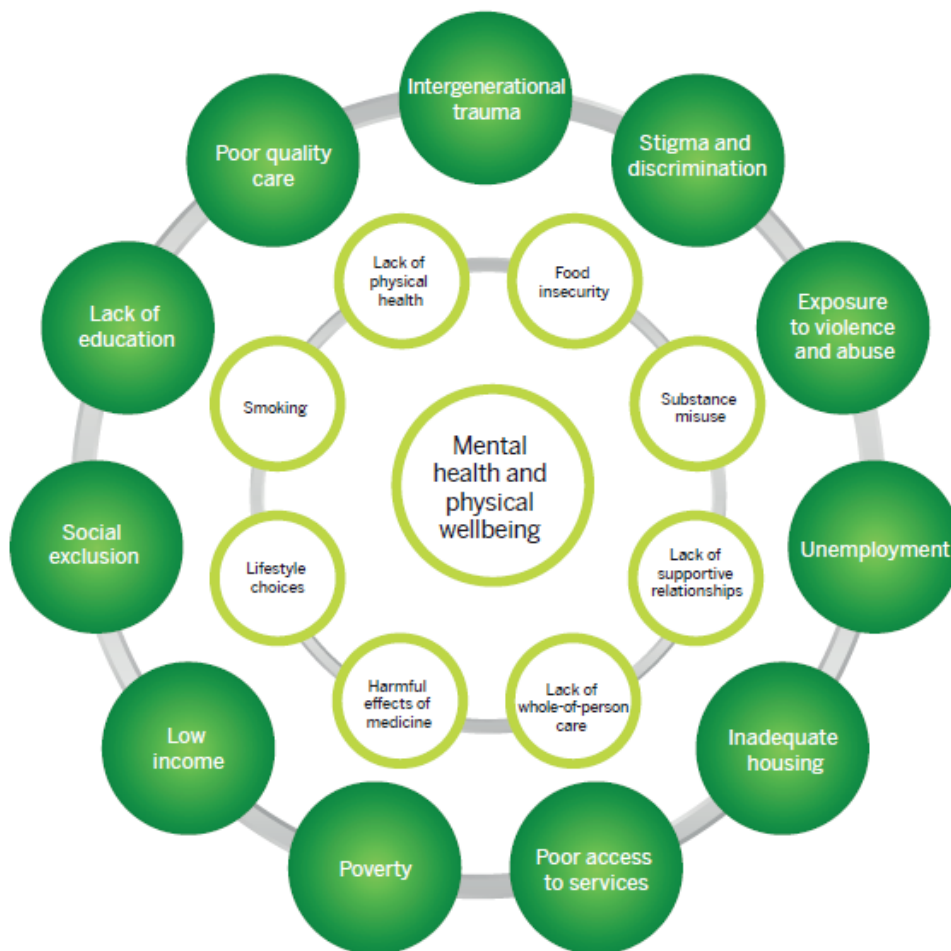 Intergenerational
trauma
Stigma and
discrimination
Exposure
to violence
and abuse
Unemployment
Inadequate
housing
Poor access
to services
Poverty
Low
income
Social
exclusion
Lack of
education
Poor quality
care
Lack of
physical
health
Food
insecurity
Substance
misuse
Lack of
supportive
relationships
Lack of
whole-of-person
care
Harmful
effects of
medicine
Lifestyle
choices
Smoking
Mental
health and
physical
wellbeing